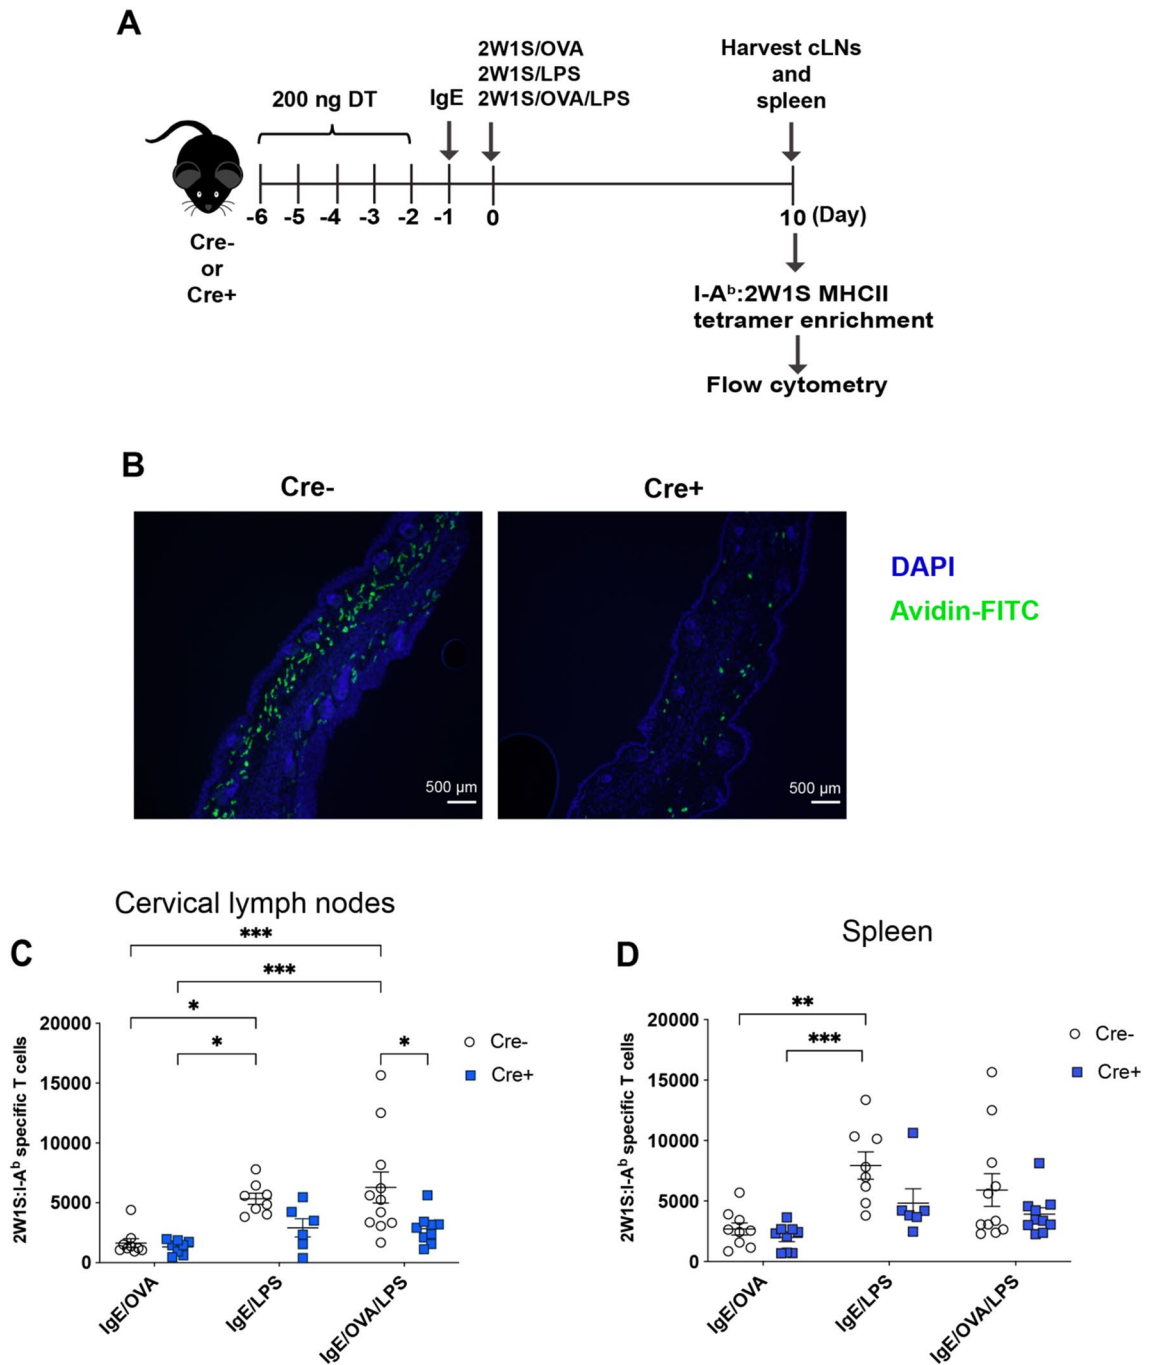 A
200 ng DT
IgE
2W1S/OVA
2W1S/LPS
2W1S/OVA/LPS
Harvest cLNs
and
spleen
-6 -5 -4 -3 -2 -1 0 10 (Day)
Cre-
or
Cre+
I-Aᵇ:2W1S MHCII
tetramer enrichment
Flow cytometry
B
Cre- Cre+
DAPI
Avidin-FITC
500 µm 500 µm
Cervical lymph nodes
C
***
***
*
*
*
2W1S:I-Aᵇ specific T cells
20000
15000
10000
5000
0
IgE/OVA
IgE/LPS
IgE/OVA/LPS
Cre-
Cre+
Spleen
D
**
***
2W1S:I-Aᵇ specific T cells
20000
15000
10000
5000
0
IgE/OVA
IgE/LPS
IgE/OVA/LPS
Cre-
Cre+